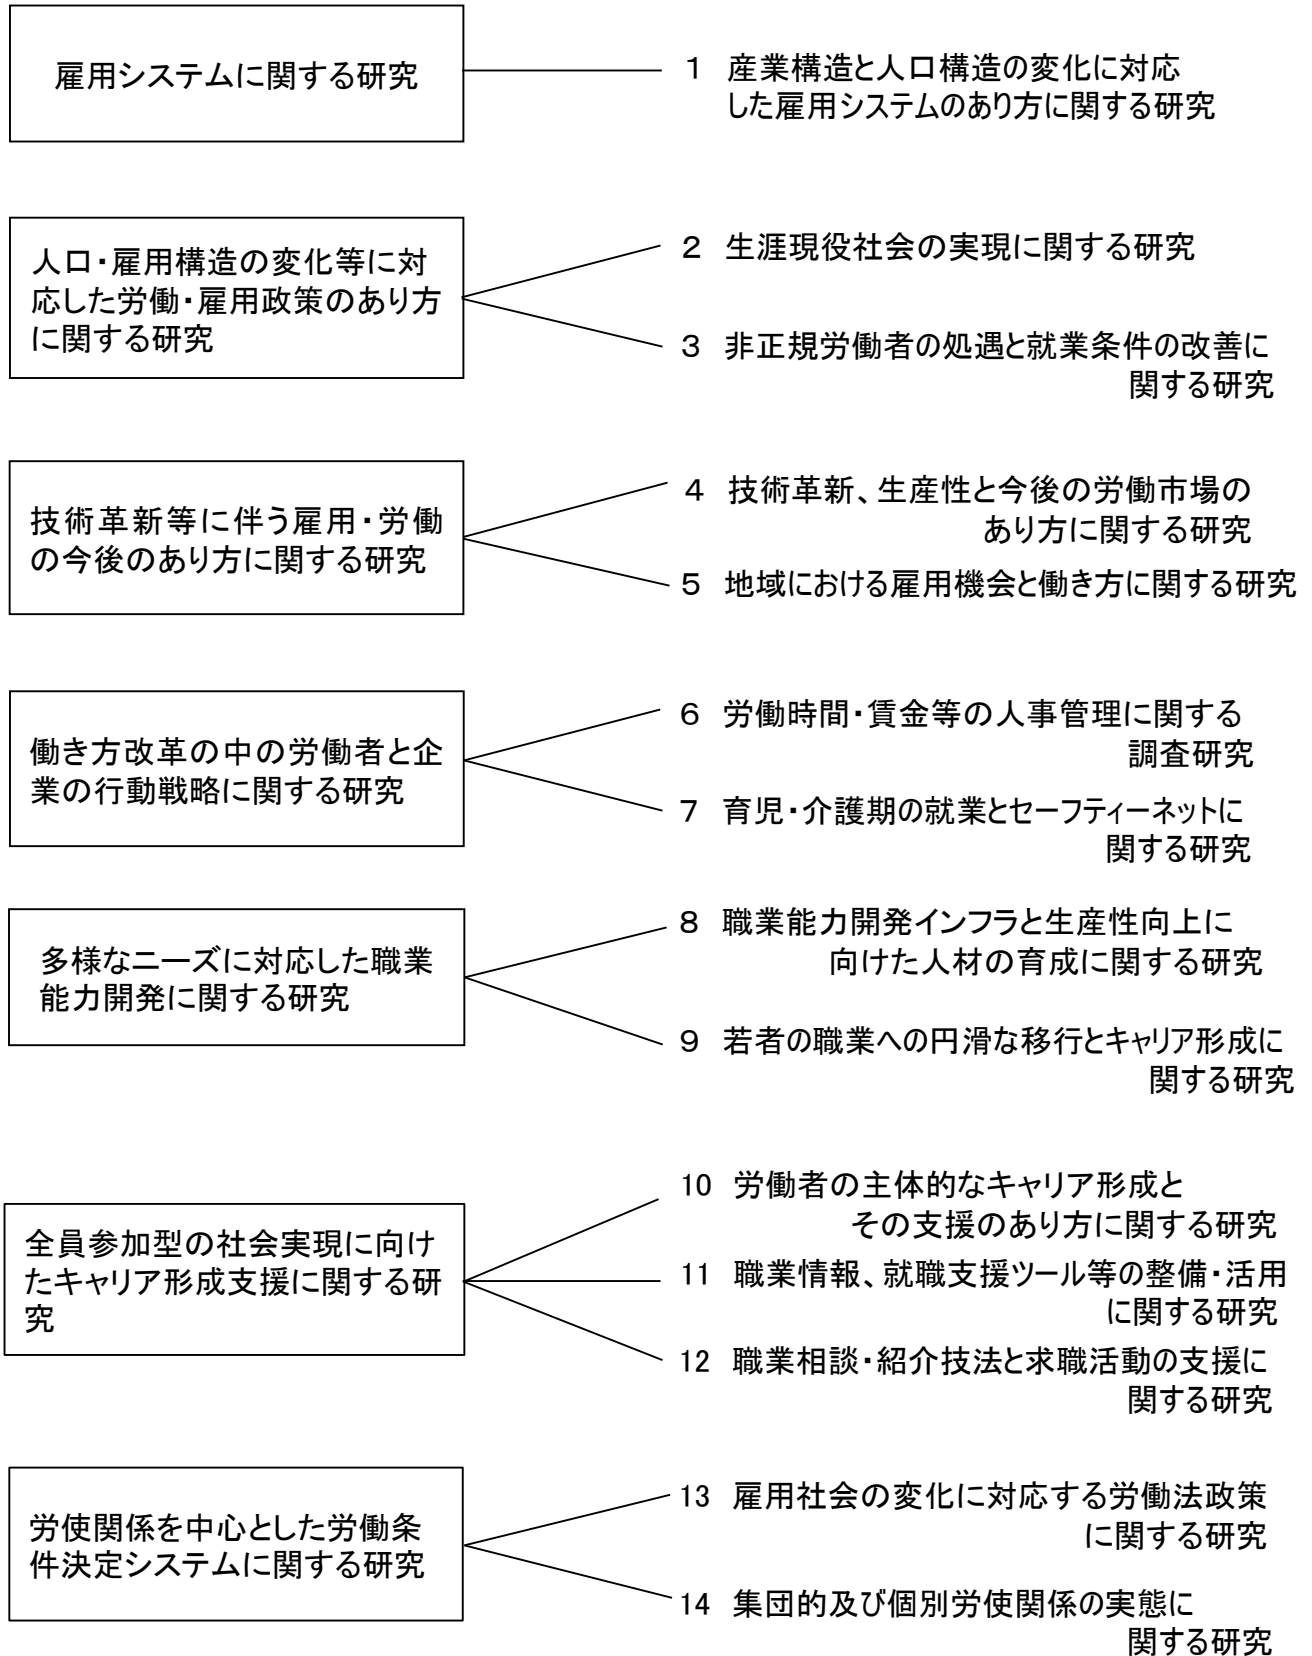 雇用システムに関する研究
1 産業構造と人口構造の変化に対応
した雇用システムのあり方に関する研究
人口・雇用構造の変化等に対
応した労働・雇用政策のあり方
に関する研究
2 生涯現役社会の実現に関する研究
3 非正規労働者の処遇と就業条件の改善に
関する研究
技術革新等に伴う雇用・労働
の今後のあり方に関する研究
4 技術革新、生産性と今後の労働市場の
あり方に関する研究
5 地域における雇用機会と働き方に関する研究
働き方改革の中の労働者と企
業の行動戦略に関する研究
6 労働時間・賃金等の人事管理に関する
調査研究
7 育児・介護期の就業とセーフティーネットに
関する研究
多様なニーズに対応した職業
能力開発に関する研究
8 職業能力開発インフラと生産性向上に
向けた人材の育成に関する研究
9 若者の職業への円滑な移行とキャリア形成に
関する研究
全員参加型の社会実現に向け
たキャリア形成支援に関する研
究
10 労働者の主体的なキャリア形成と
その支援のあり方に関する研究
11 職業情報、就職支援ツール等の整備・活用
に関する研究
12 職業相談・紹介技法と求職活動の支援に
関する研究
労使関係を中心とした労働条
件決定システムに関する研究
13 雇用社会の変化に対応する労働法政策
に関する研究
14 集団的及び個別労使関係の実態に
関する研究